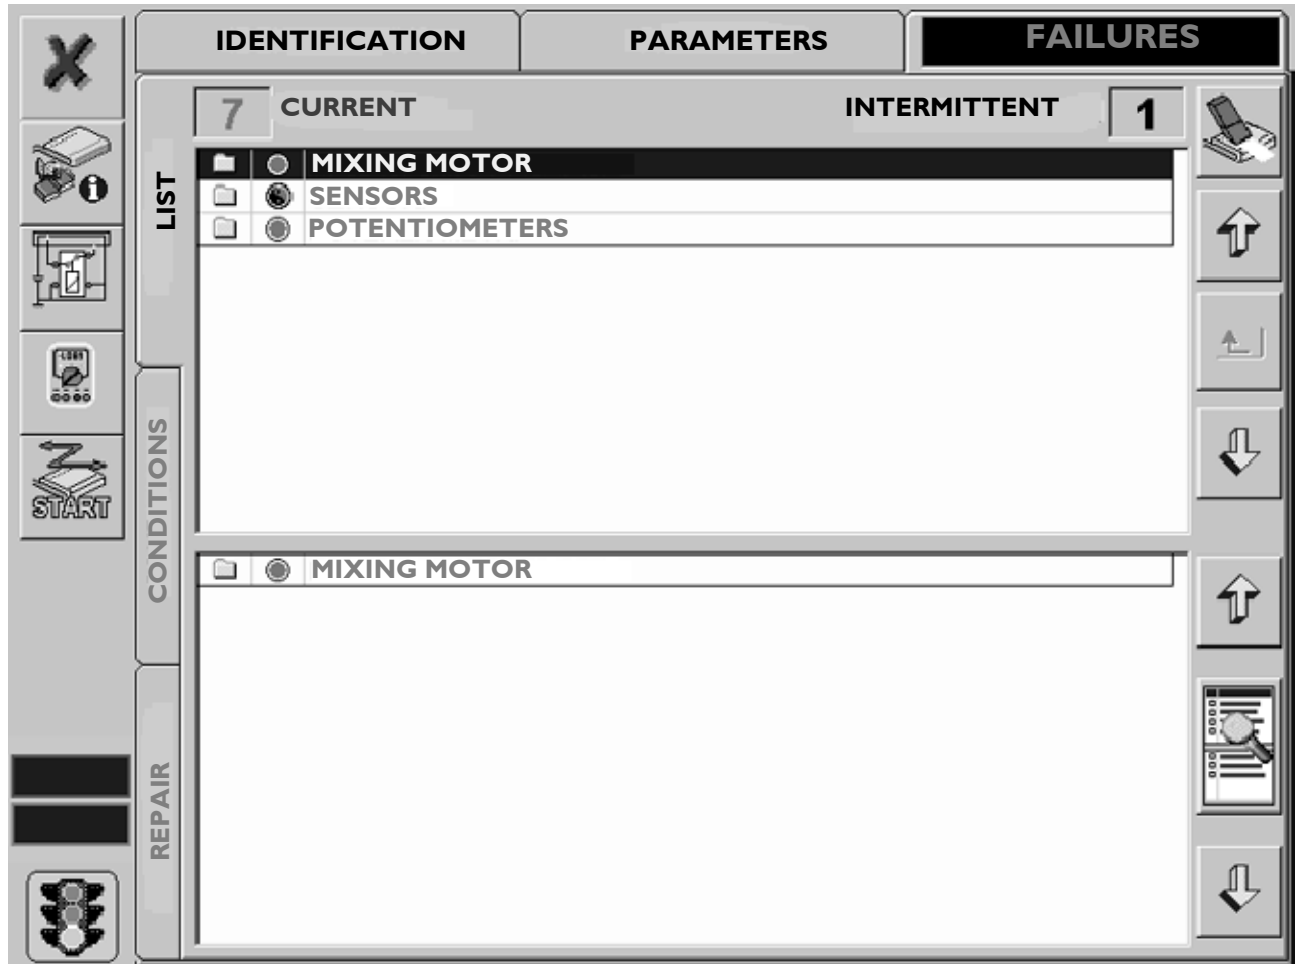 IDENTIFICATION
PARAMETERS
FAILURES
7 CURRENT
INTERMITTENT 1
LIST
MIXING MOTOR
SENSORS
POTENTIOMETERS
CONDITIONS
START
MIXING MOTOR
REPAIR